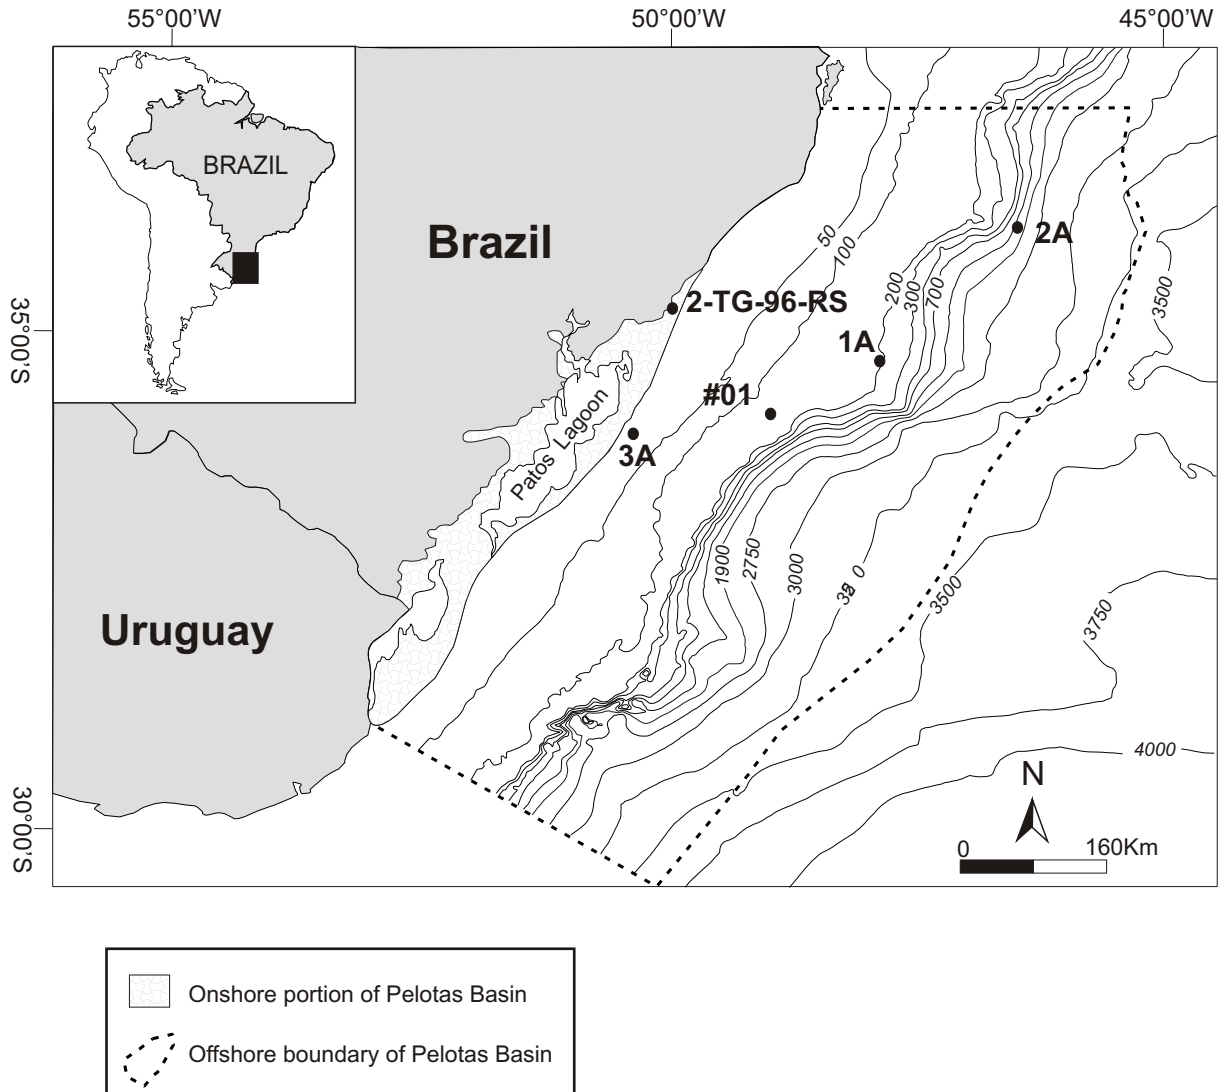 55°00'W
50°00'W
45°00'W
BRAZIL
Brazil
50
100
2A
200
300
700
3500
35°00'S
2-TG-96-RS
1A
#01
Patos Lagoon
3A
1900
2750
3000
3500
3750
Uruguay
4000
N
0
160Km
30°00'S
Onshore portion of Pelotas Basin
Offshore boundary of Pelotas Basin